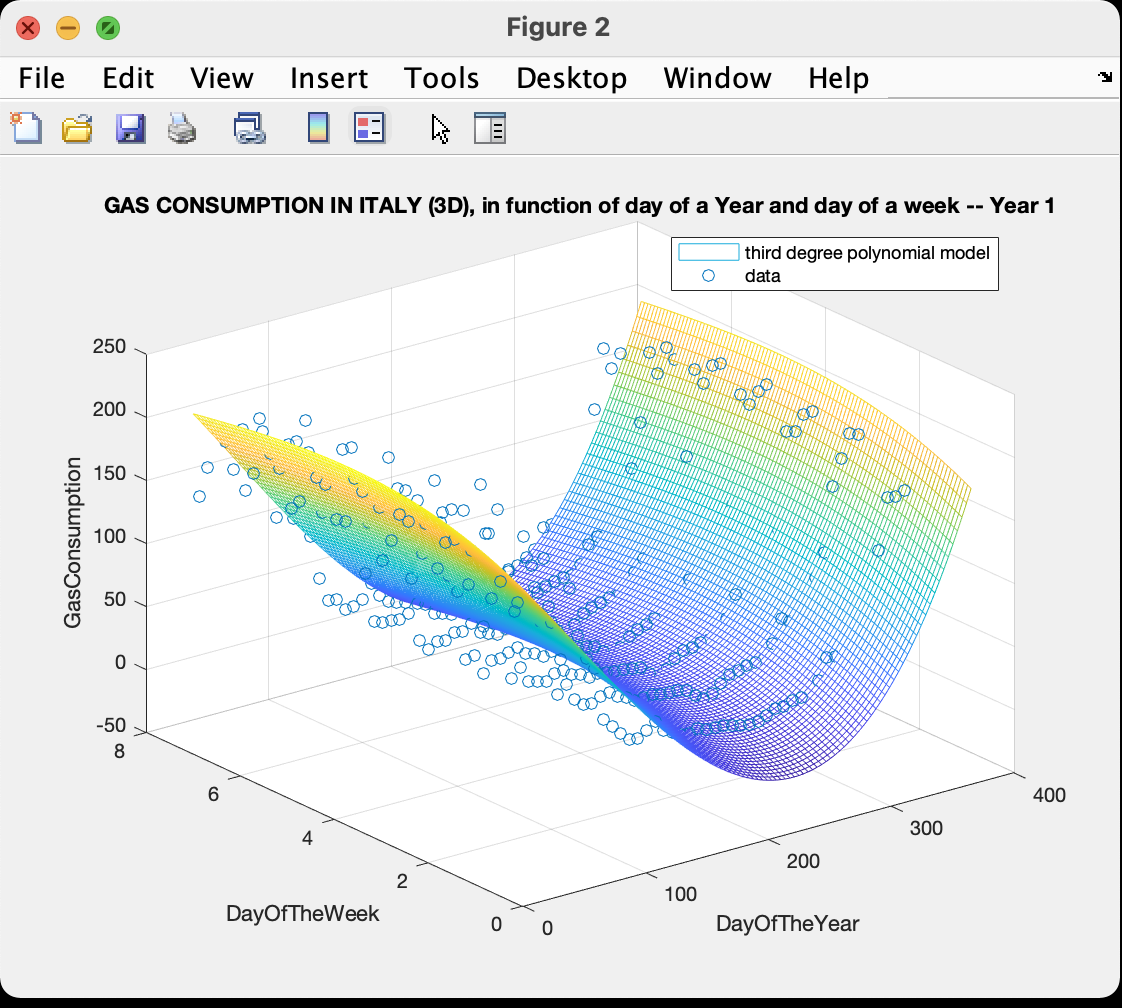 Figure 2
File Edit View Insert Tools Desktop Window Help
GAS CONSUMPTION IN ITALY (3D), in function of day of a Year and day of a week -- Year 1
third degree polynomial model
data
250
200
150
100
50
0
-50
GasConsumption
8
6
4
2
0
DayOfTheWeek
0
100
200
300
400
DayOfTheYear